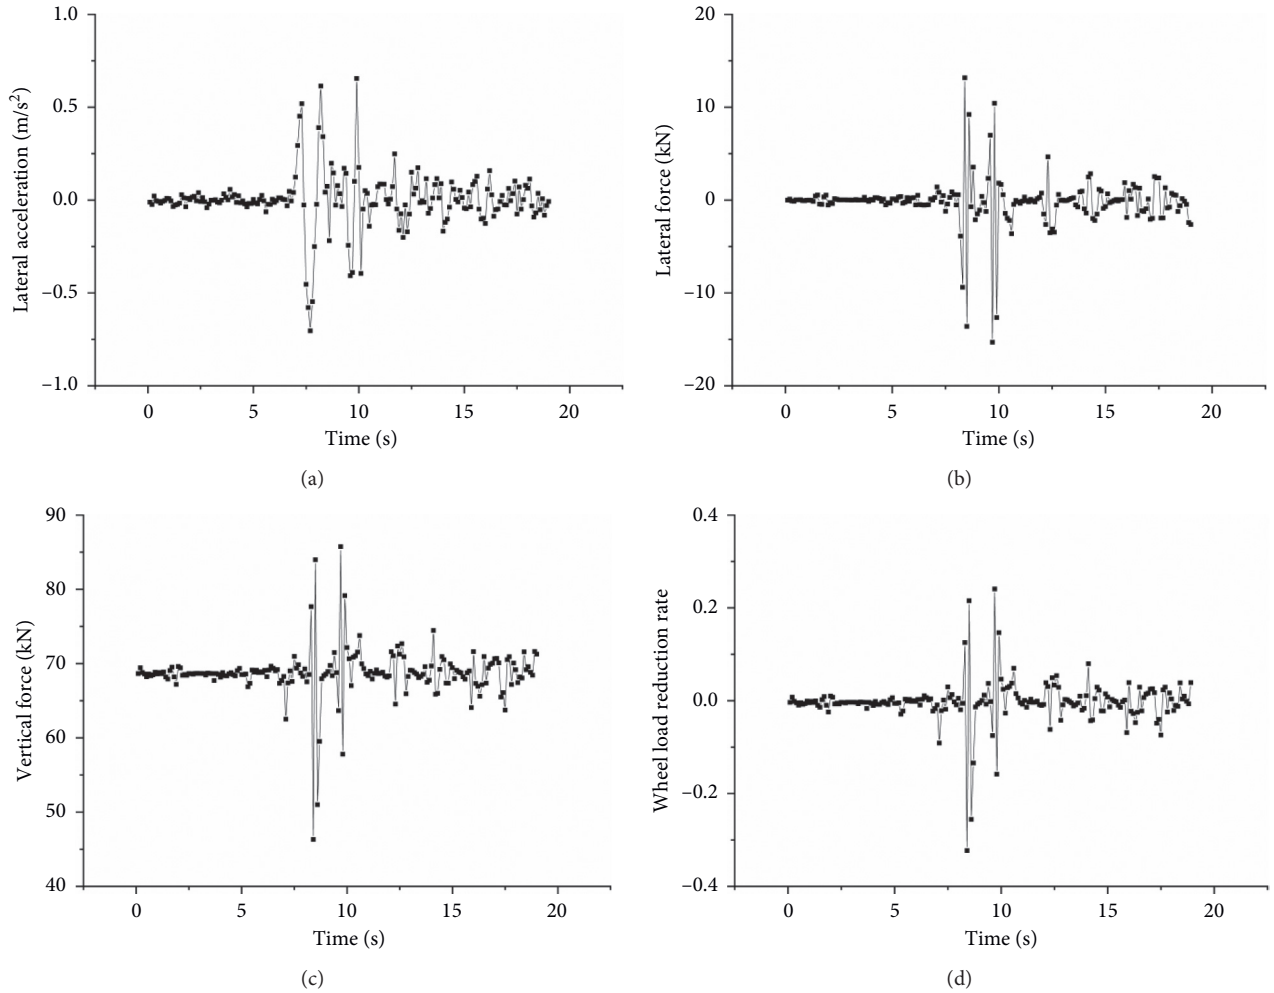 1.0
0.5
0.0
–0.5
–1.0
Lateral acceleration (m/s²)
0 5 10 15 20
Time (s)
(a)
20
10
0
–10
–20
Lateral force (kN)
0 5 10 15 20
Time (s)
(b)
90
80
70
60
50
40
Vertical force (kN)
0 5 10 15 20
Time (s)
(c)
0.4
0.2
0.0
–0.2
–0.4
Wheel load reduction rate
0 5 10 15 20
Time (s)
(d)